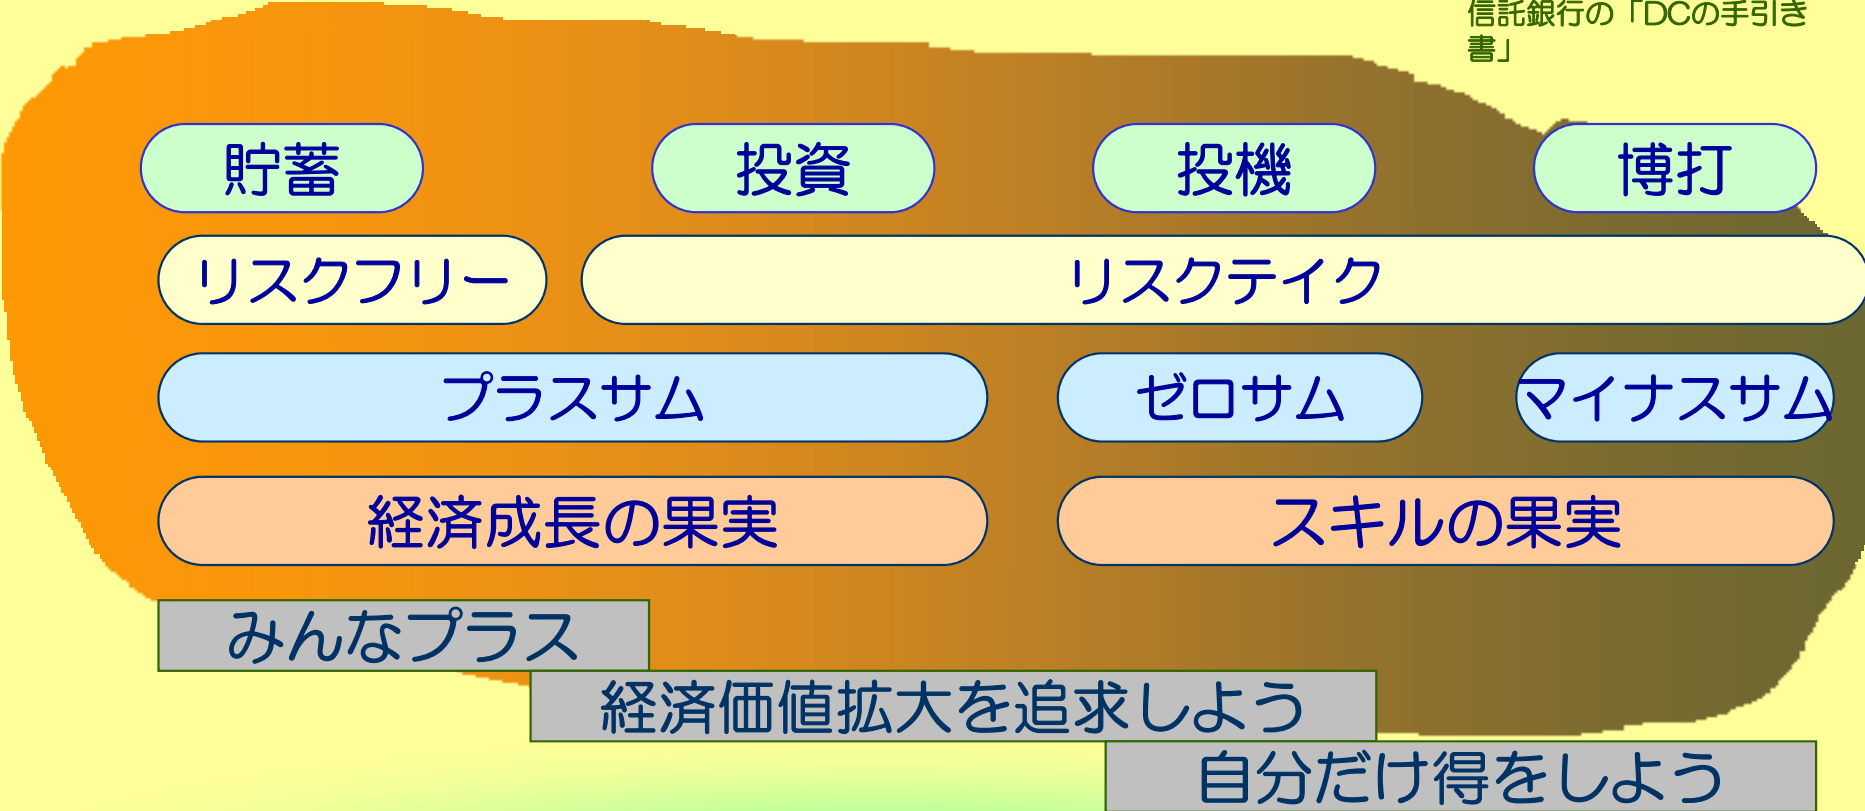 信託銀行の「DCの手引き
書」
貯蓄 投資 投機 博打
リスクフリー リスクテイク
プラスサム ゼロサム マイナスサム
経済成長の果実 スキルの果実
みんなプラス
経済価値拡大を追求しよう
自分だけ得をしよう